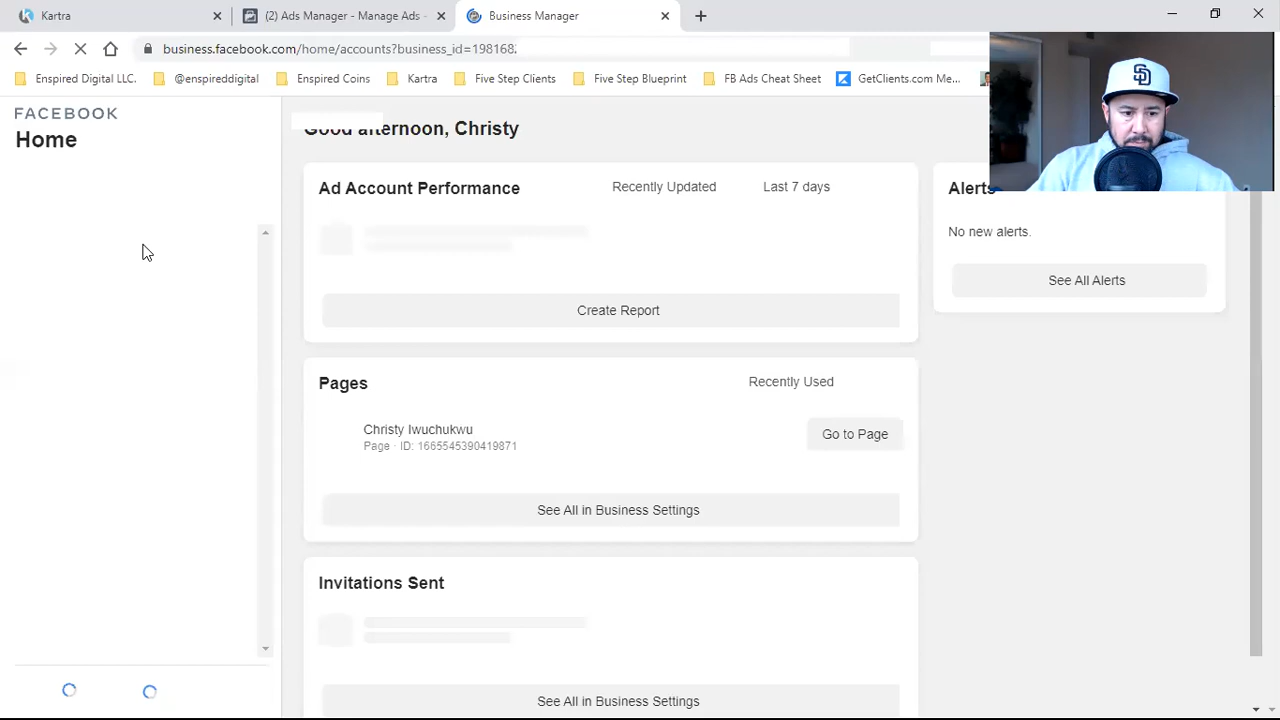 Kartra
(2) Ads Manager - Manage Ads -
Business Manager
business.facebook.com/home/accounts?business_id=198168
Enspired Digital LLC.
@enspireddigital
Enspired Coins
Kartra
Five Step Clients
Five Step Blueprint
FB Ads Cheat Sheet
GetClients.com Me...
FACEBOOK
Home
Good afternoon, Christy
Ad Account Performance
Recently Updated
Last 7 days
Create Report
Alerts
No new alerts.
See All Alerts
Pages
Recently Used
Christy Iwuchukwu
Page · ID: 1665545390419871
Go to Page
See All in Business Settings
Invitations Sent
See All in Business Settings
SD